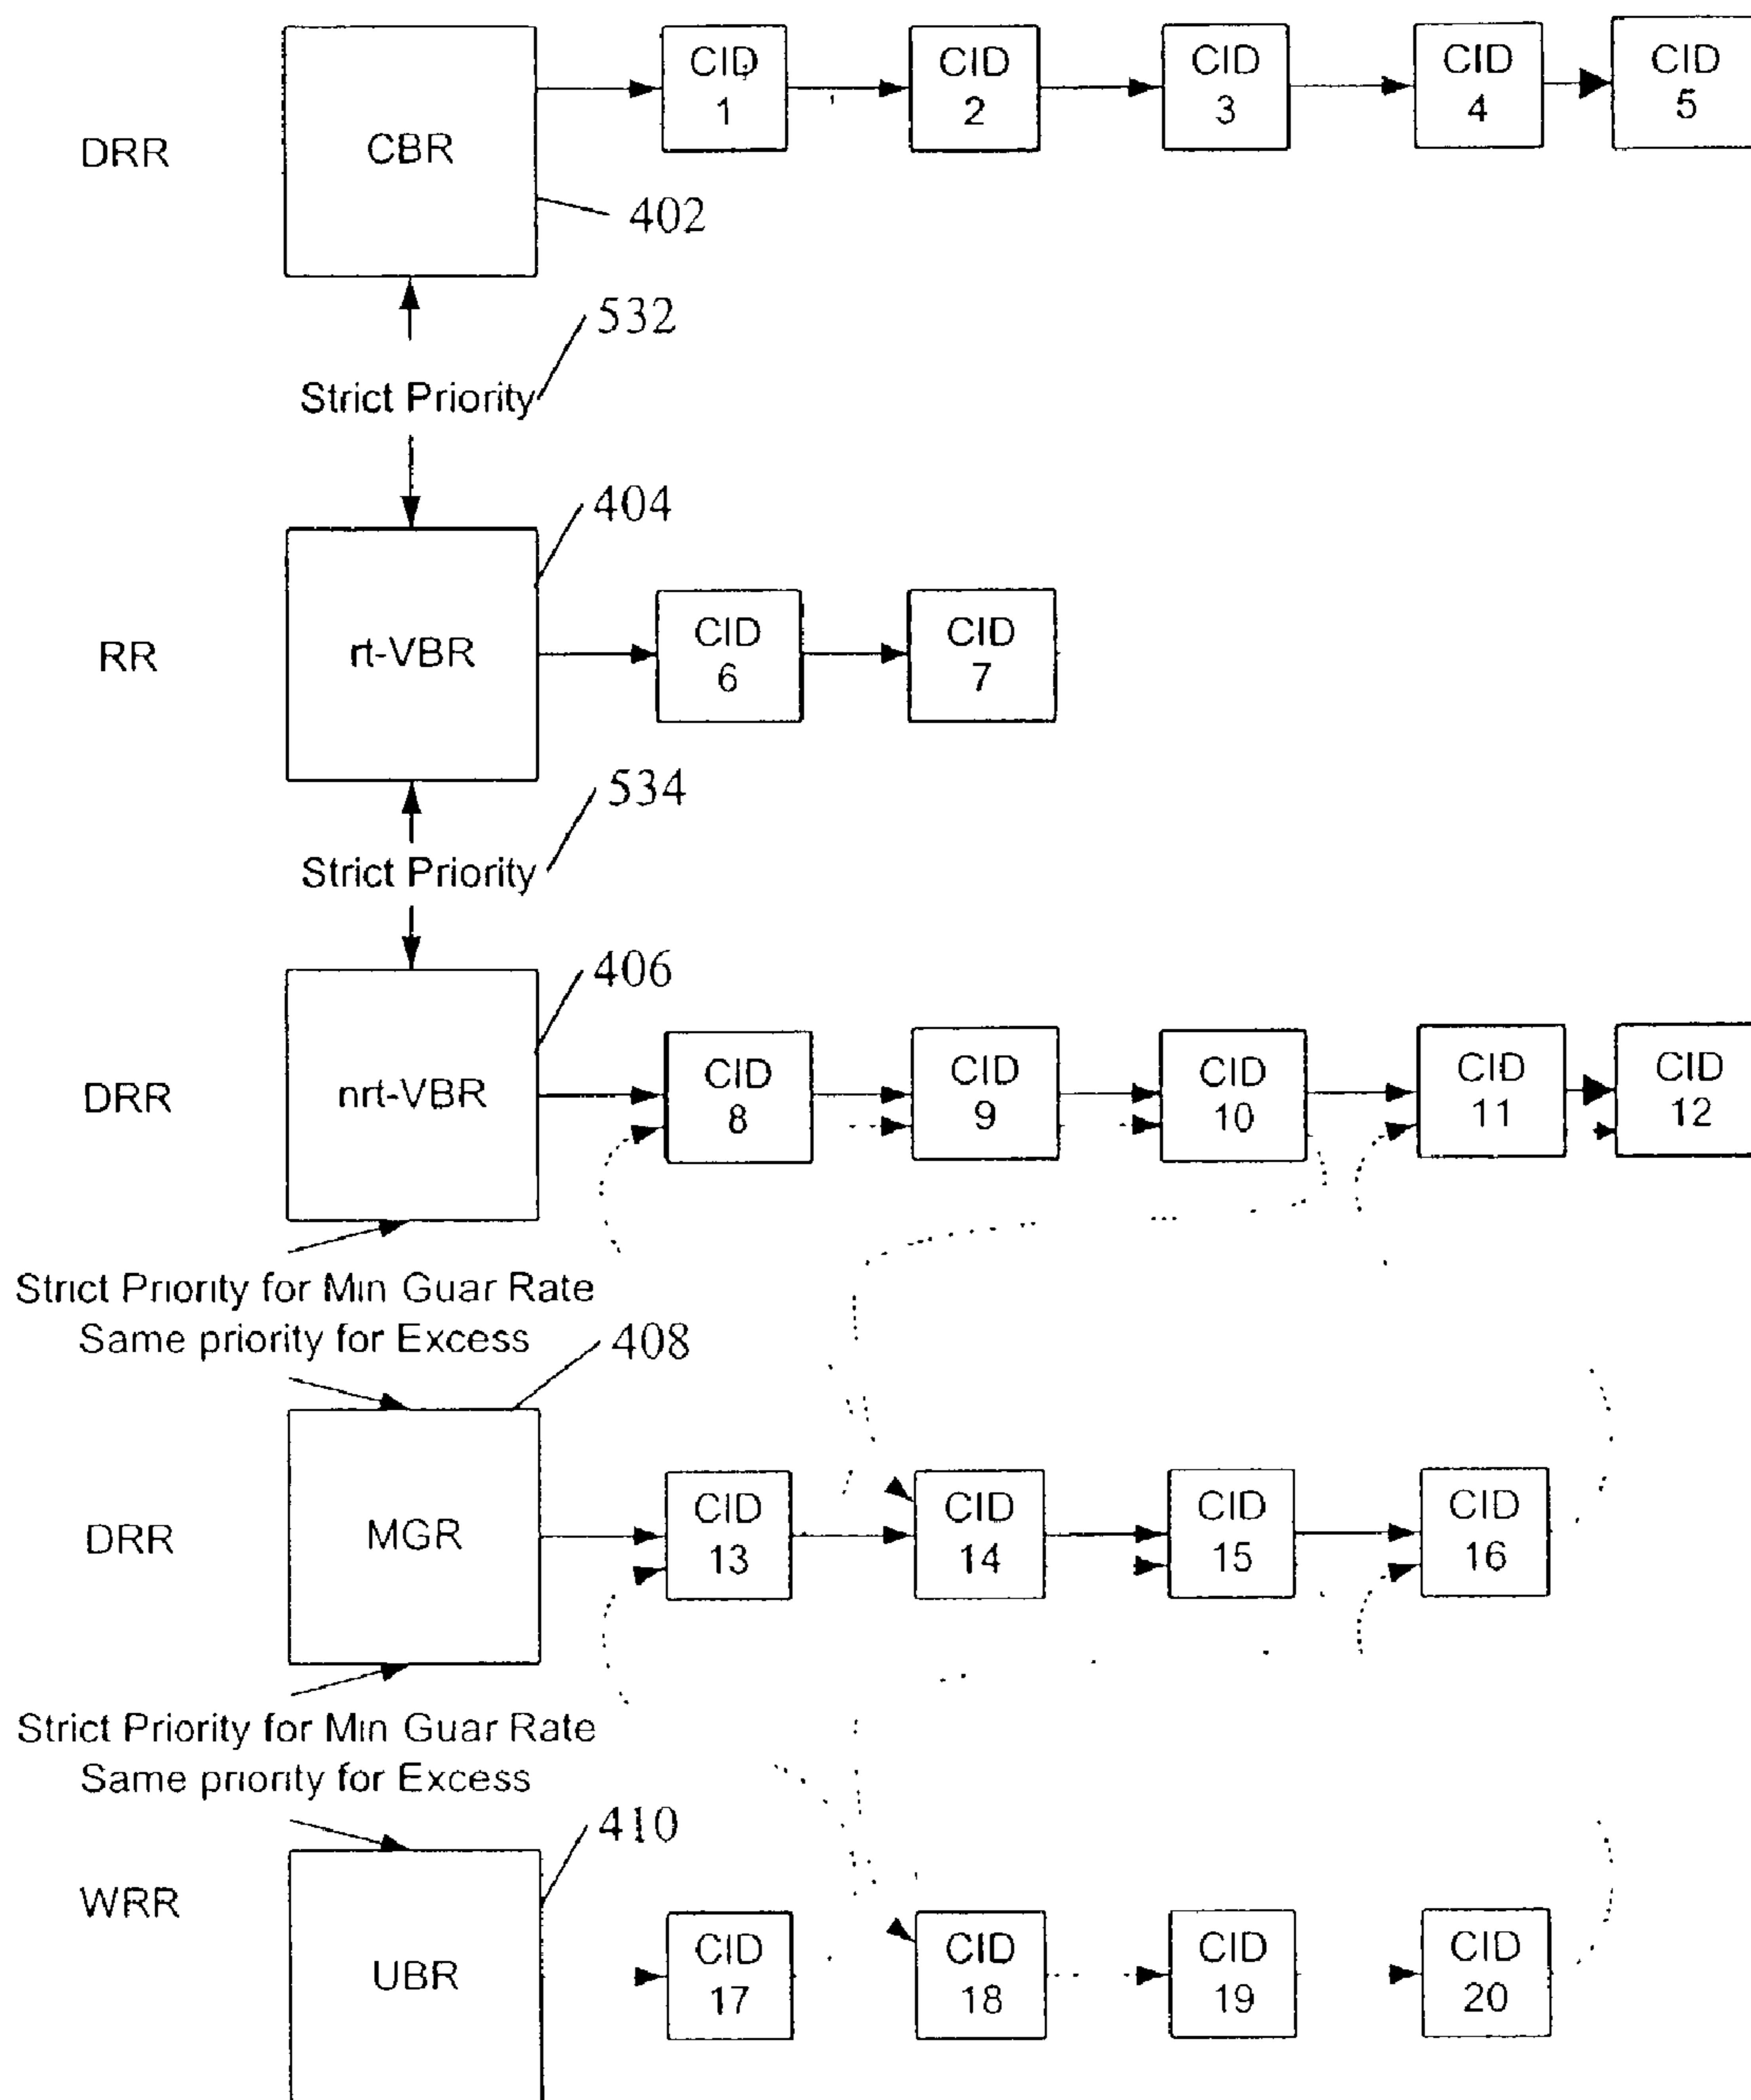 CID 1
CID 2
CID 3
CID 4
CID 5
DRR
CBR
402
532
Strict Priority
404
RR
rt-VBR
CID 6
CID 7
534
Strict Priority
406
DRR
nrt-VBR
CID 8
CID 9
CID 10
CID 11
CID 12
Strict Priority for Min Guar Rate
Same priority for Excess
408
DRR
MGR
CID 13
CID 14
CID 15
CID 16
Strict Priority for Min Guar Rate
Same priority for Excess
410
WRR
UBR
CID 17
CID 18
CID 19
CID 20